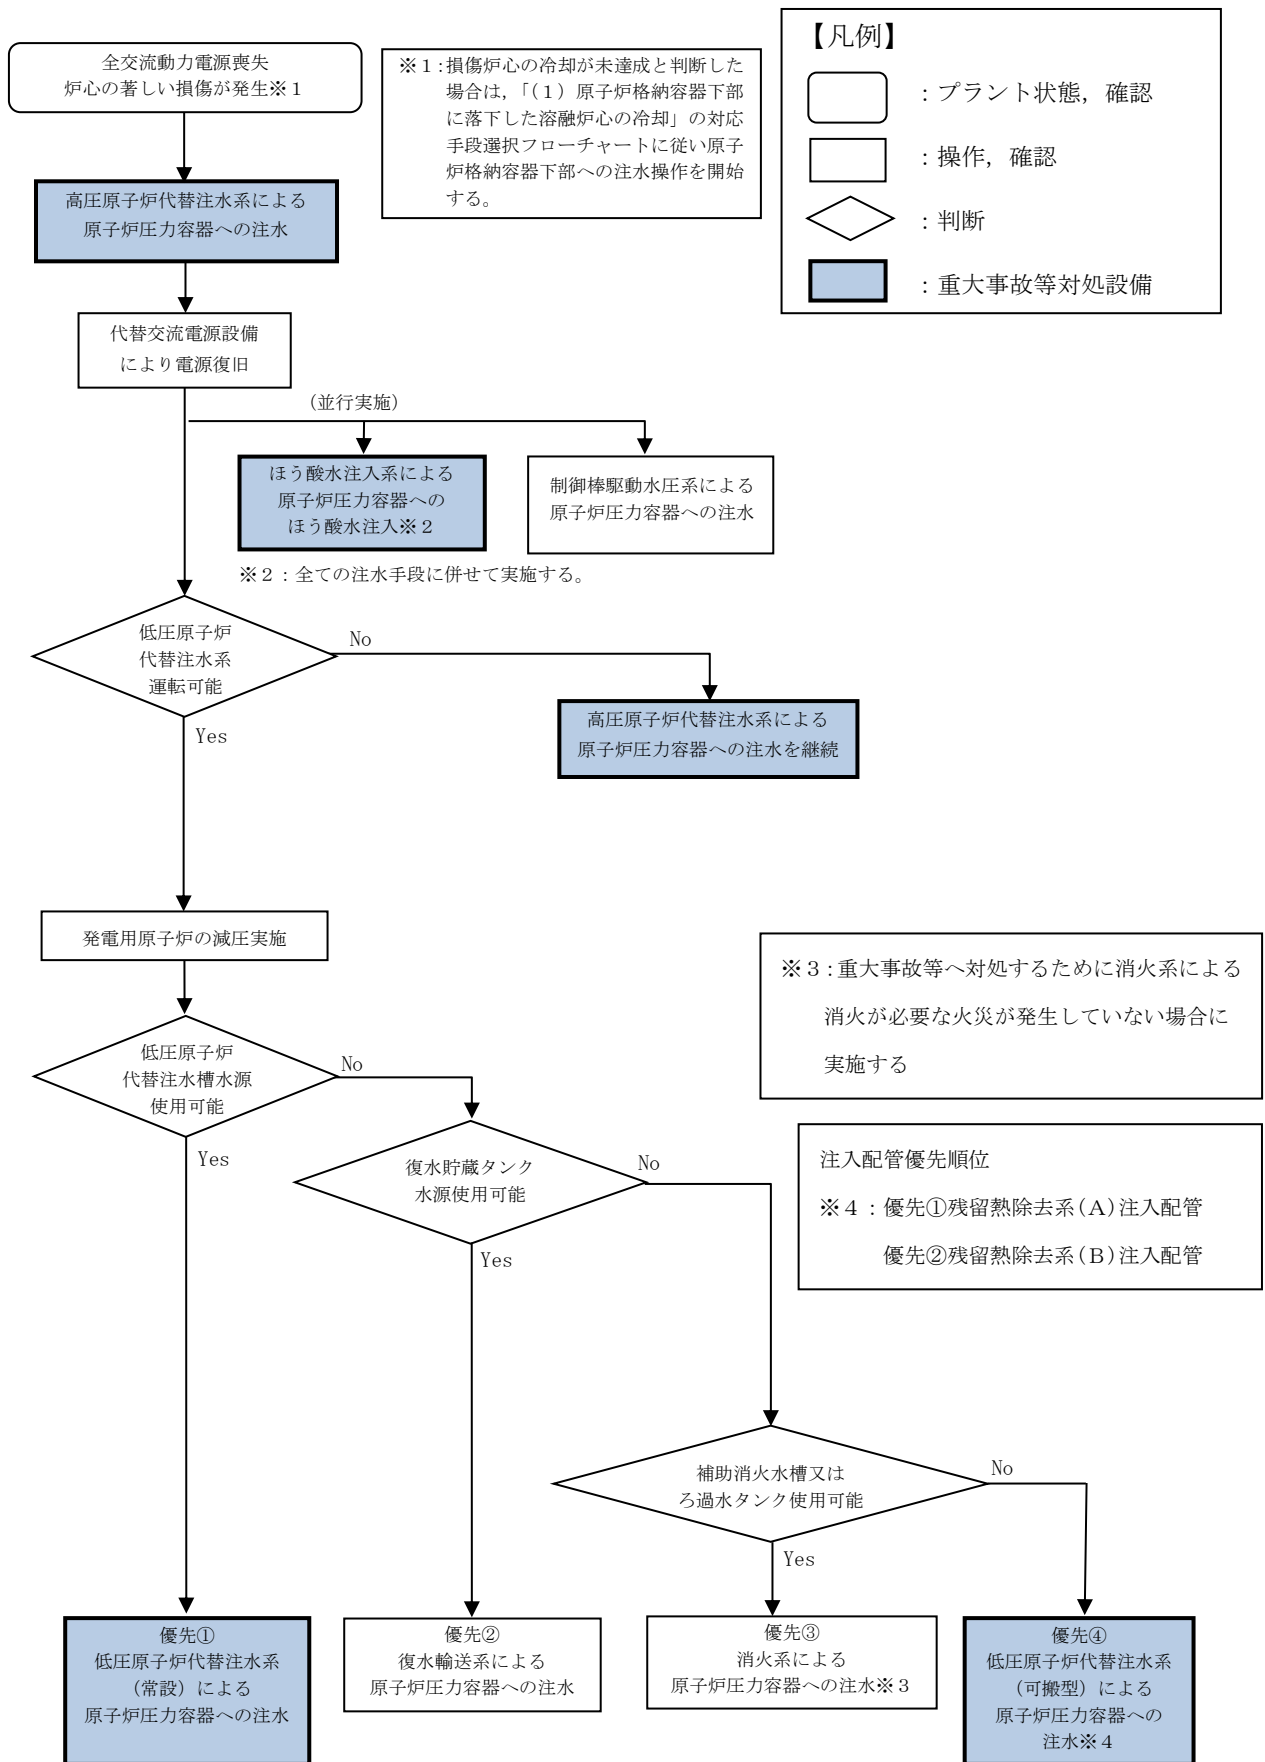 全交流動力電源喪失
炉心の著しい損傷が発生※１
※１：損傷炉心の冷却が未達成と判断した
場合は，「（１）原子炉格納容器下部
に落下した溶融炉心の冷却」の対応
手段選択フローチャートに従い原子
炉格納容器下部への注水操作を開始
する。
【凡例】
：プラント状態，確認
：操作，確認
：判断
：重大事故等対処設備
高圧原子炉代替注水系による
原子炉圧力容器への注水
代替交流電源設備
により電源復旧
（並行実施）
ほう酸水注入系による
原子炉圧力容器への
ほう酸水注入※２
制御棒駆動水圧系による
原子炉圧力容器への注水
※２：全ての注水手段に併せて実施する。
低圧原子炉
代替注水系
運転可能
No
Yes
高圧原子炉代替注水系による
原子炉圧力容器への注水を継続
発電用原子炉の減圧実施
※３：重大事故等へ対処するために消火系による
消火が必要な火災が発生していない場合に
実施する
低圧原子炉
代替注水槽水源
使用可能
No
Yes
注入配管優先順位
※４：優先①残留熱除去系（Ａ）注入配管
優先②残留熱除去系（Ｂ）注入配管
復水貯蔵タンク
水源使用可能
No
Yes
補助消火水槽又は
ろ過水タンク使用可能
No
Yes
優先①
低圧原子炉代替注水系
（常設）による
原子炉圧力容器への注水
優先②
復水輸送系による
原子炉圧力容器への注水
優先③
消火系による
原子炉圧力容器への注水※３
優先④
低圧原子炉代替注水系
（可搬型）による
原子炉圧力容器への
注水※４